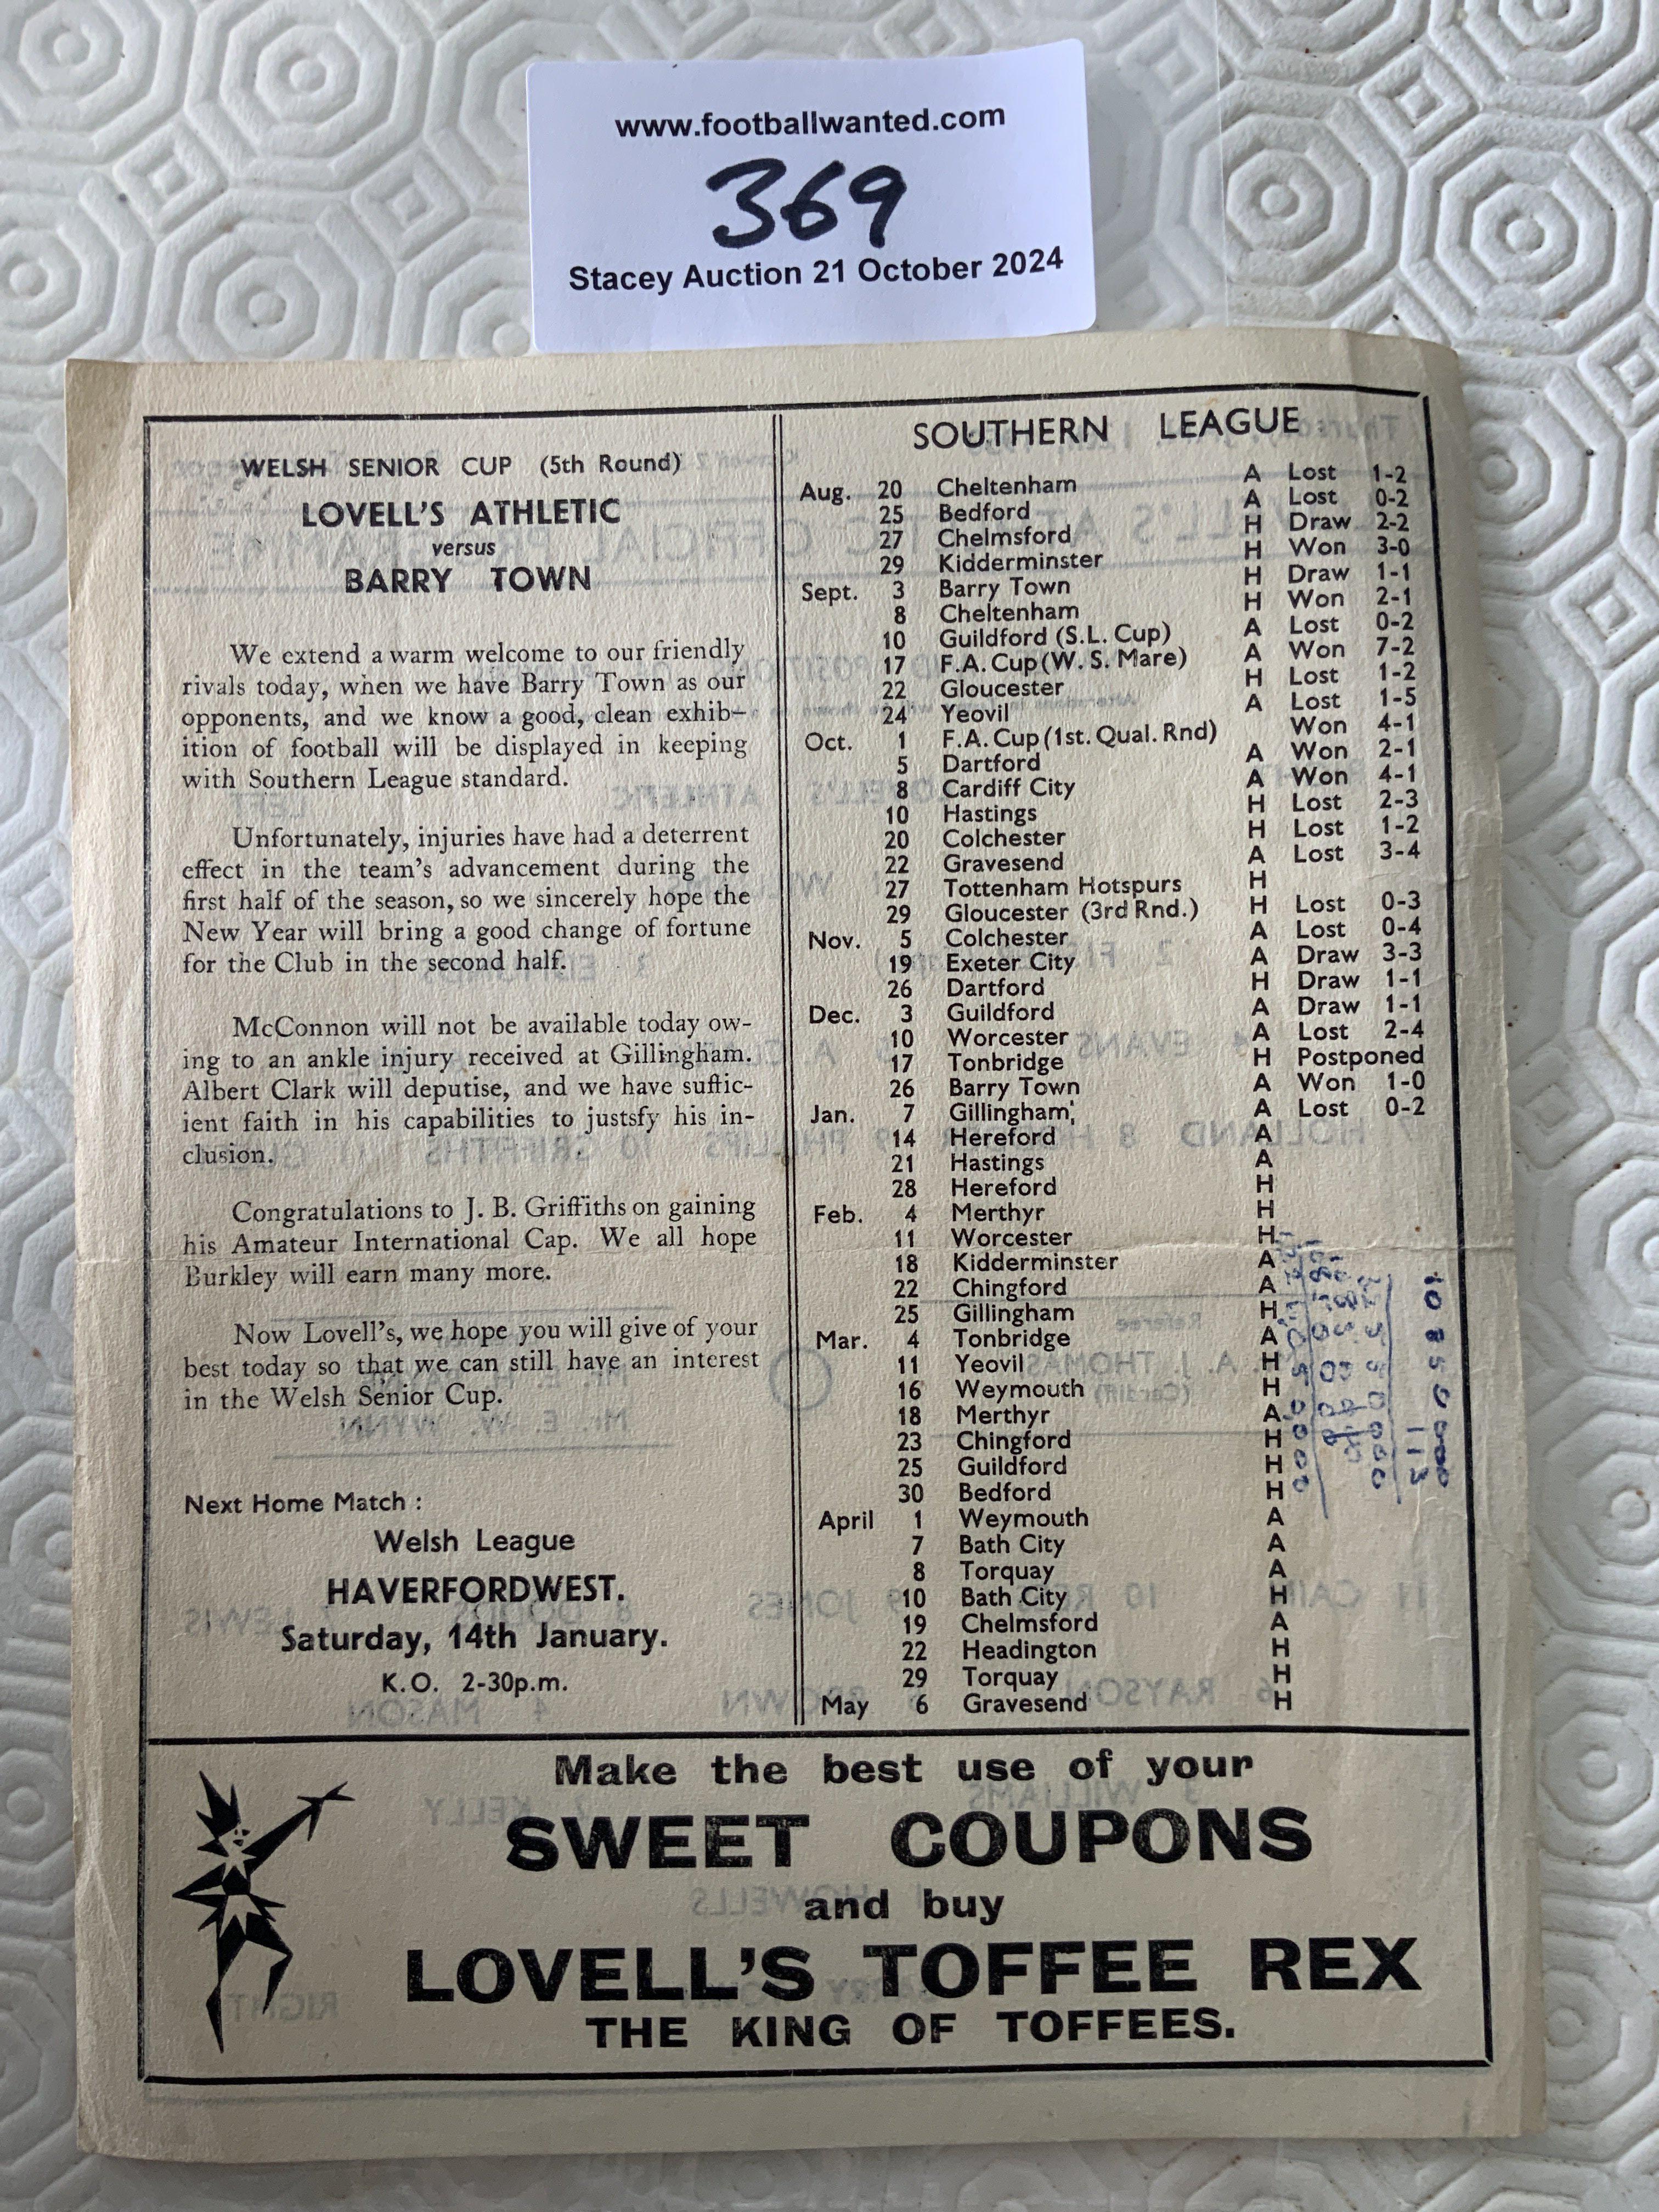 www.footballwanted.com
369
Stacey Auction 21 October 2024
WELSH SENIOR CUP (5th Round)
LOVELL'S ATHLETIC
versus
BARRY TOWN
We extend a warm welcome to our friendly
rivals today, when we have Barry Town as our
opponents, and we know a good, clean exhib-
ition of football will be displayed in keeping
with Southern League standard.
Unfortunately, injuries have had a deterrent
effect in the team's advancement during the
first half of the season, so we sincerely hope the
New Year will bring a good change of fortune
for the Club in the second half.
McConnon will not be available today ow-
ing to an ankle injury received at Gillingham.
Albert Clark will deputise, and we have suffic-
ient faith in his capabilities to justsfy his in-
clusion.
Congratulations to J. B. Griffiths on gaining
his Amateur International Cap. We all hope
Burkley will earn many more.
Now Lovell's, we hope you will give of your
best today so that we can still have an interest
in the Welsh Senior Cup.
Next Home Match :
Welsh League
HAVERFORDWEST.
Saturday, 14th January.
K.O. 2-30p.m.
SOUTHERN LEAGUE
Aug. 20 Cheltenham A Lost 1-2
25 Bedford A Lost 0-2
27 Chelmsford H Draw 2-2
29 Kidderminster H Won 3-0
Sept. 3 Barry Town H Draw 1-1
8 Cheltenham H Won 2-1
10 Guildford (S.L. Cup) A Lost 0-2
17 F.A. Cup (W. S. Mare) A Won 7-2
22 Gloucester H Lost 1-2
24 Yeovil A Lost 1-5
Oct. 1 F.A. Cup (1st. Qual. Rnd) Won 4-1
5 Dartford A Won 2-1
8 Cardiff City A Won 4-1
10 Hastings H Lost 2-3
20 Colchester H Lost 1-2
22 Gravesend A Lost 3-4
27 Tottenham Hotspurs H
29 Gloucester (3rd Rnd.) H Lost 0-3
Nov. 5 Colchester A Lost 0-4
19 Exeter City A Draw 3-3
26 Dartford H Draw 1-1
Dec. 3 Guildford A Draw 1-1
10 Worcester A Lost 2-4
17 Tonbridge H Postponed
26 Barry Town A Won 1-0
Jan. 7 Gillingham A Lost 0-2
14 Hereford A
21 Hastings A
28 Hereford H
Feb. 4 Merthyr H
11 Worcester H
18 Kidderminster A
22 Chingford A
25 Gillingham H
Mar. 4 Tonbridge A
11 Yeovil H
16 Weymouth H
18 Merthyr A
23 Chingford H
25 Guildford H
30 Bedford H
April 1 Weymouth A
7 Bath City A
8 Torquay A
10 Bath City H
19 Chelmsford A
22 Headington H
29 Torquay H
May 6 Gravesend H
Make the best use of your
SWEET COUPONS
and buy
LOVELL'S TOFFEE REX
THE KING OF TOFFEES.